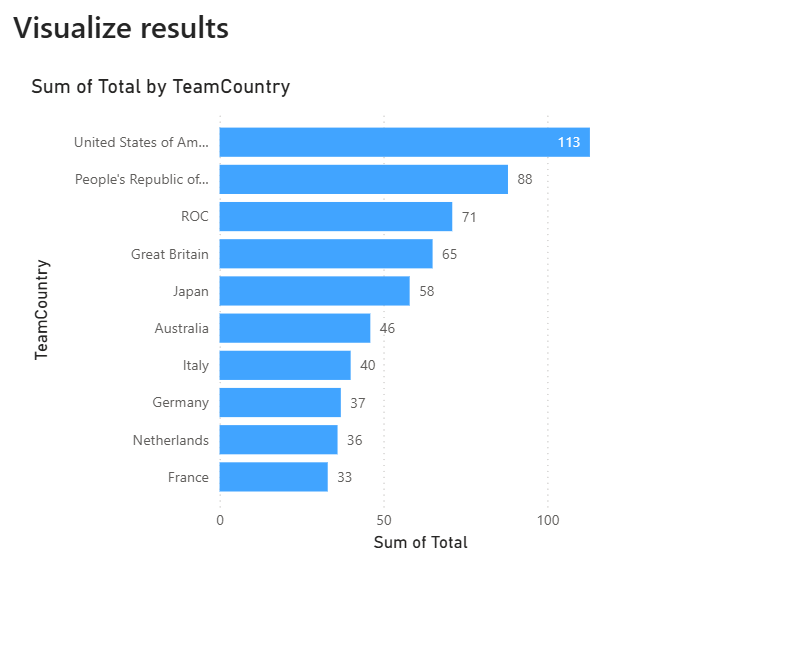 Visualize results
Sum of Total by TeamCountry
TeamCountry
United States of Am... 113
People's Republic of... 88
ROC 71
Great Britain 65
Japan 58
Australia 46
Italy 40
Germany 37
Netherlands 36
France 33
0 50 100
Sum of Total